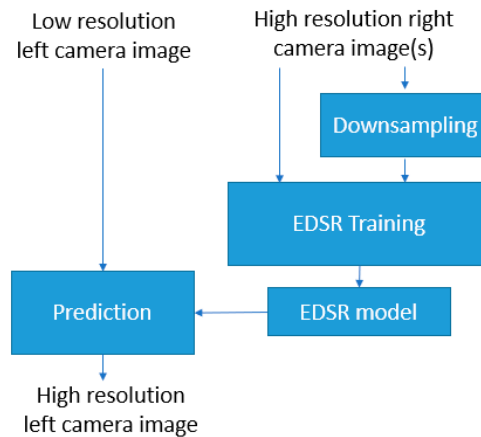 Low resolution
left camera image
High resolution right
camera image(s)
Downsampling
EDSR Training
Prediction
EDSR model
High resolution
left camera image